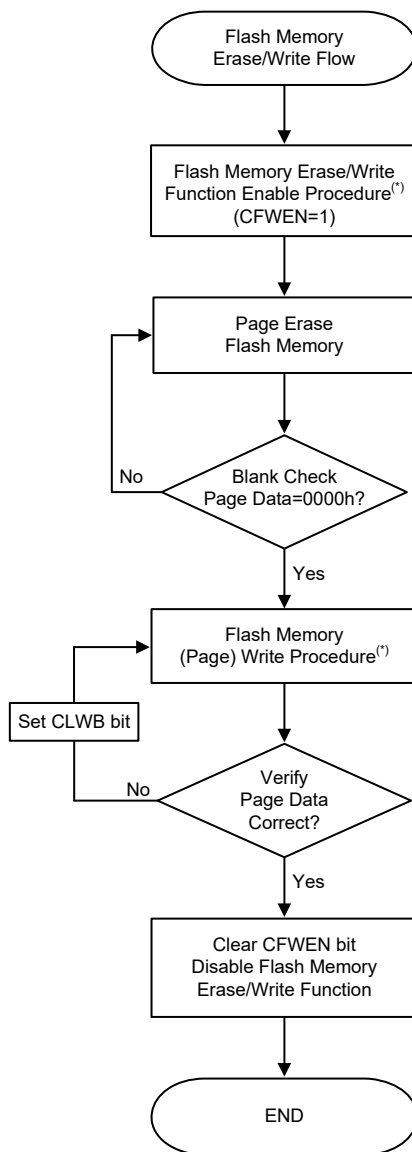 Flash Memory
Erase/Write Flow
Flash Memory Erase/Write
Function Enable Procedure(*)
(CFWEN=1)
Page Erase
Flash Memory
No
Blank Check
Page Data=0000h?
Yes
Flash Memory
(Page) Write Procedure(*)
Set CLWB bit
No
Verify
Page Data
Correct?
Yes
Clear CFWEN bit
Disable Flash Memory
Erase/Write Function
END